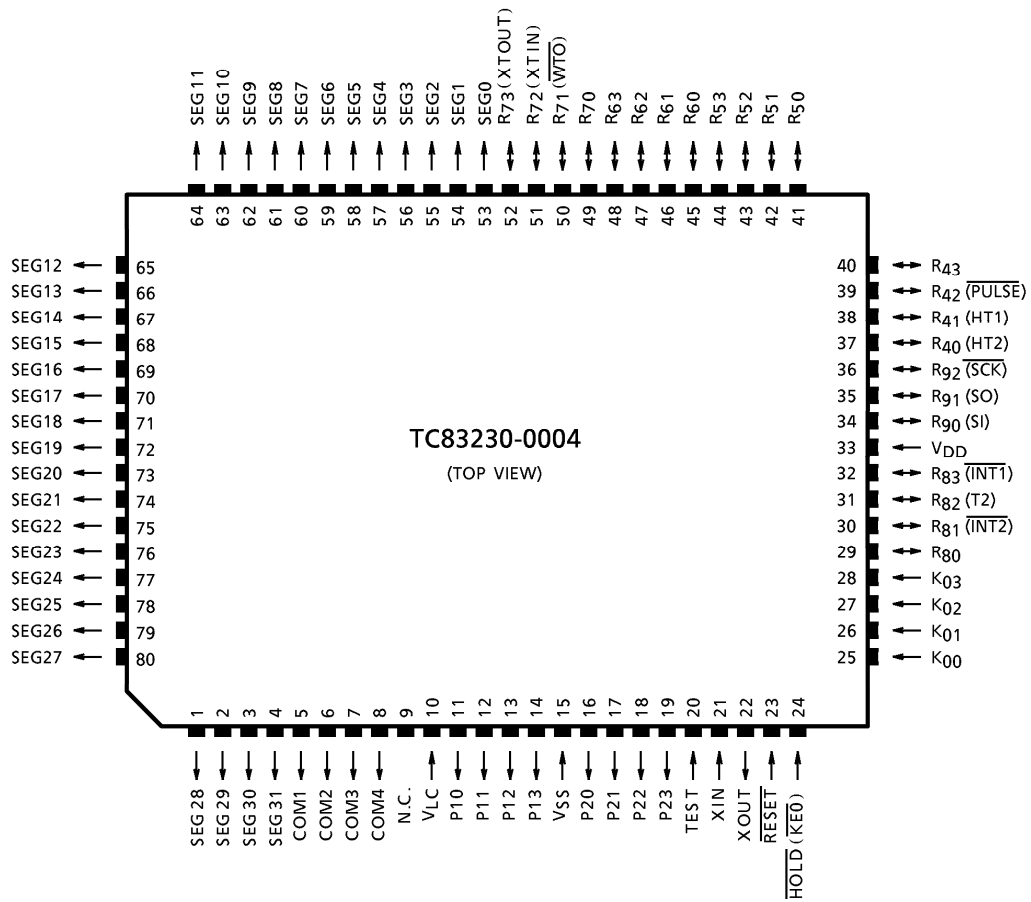 SEG11 SEG10 SEG9 SEG8 SEG7 SEG6 SEG5 SEG4 SEG3 SEG2 SEG1 SEG0 R73 (XTOUT) R72 (XTIN) R71 (WTO) R70 R63 R62 R61 R60 R53 R52 R51 R50
64 63 62 61 60 59 58 57 56 55 54 53 52 51 50 49 48 47 46 45 44 43 42 41
SEG12 65 40 R43
SEG13 66 39 R42 (PULSE)
SEG14 67 38 R41 (HT1)
SEG15 68 37 R40 (HT2)
SEG16 69 36 R92 (SCK)
SEG17 70 35 R91 (SO)
SEG18 71 34 R90 (SI)
TC83230-0004
SEG19 72 33 VDD
(TOP VIEW)
SEG20 73 32 R83 (INT1)
SEG21 74 31 R82 (T2)
SEG22 75 30 R81 (INT2)
SEG23 76 29 R80
SEG24 77 28 K03
SEG25 78 27 K02
SEG26 79 26 K01
SEG27 80 25 K00
1 2 3 4 5 6 7 8 9 10 11 12 13 14 15 16 17 18 19 20 21 22 23 24
SEG28 SEG29 SEG30 SEG31 COM1 COM2 COM3 COM4 N.C. VLC P10 P11 P12 P13 VSS P20 P21 P22 P23 TEST XIN XOUT RESET HOLD (KE0)